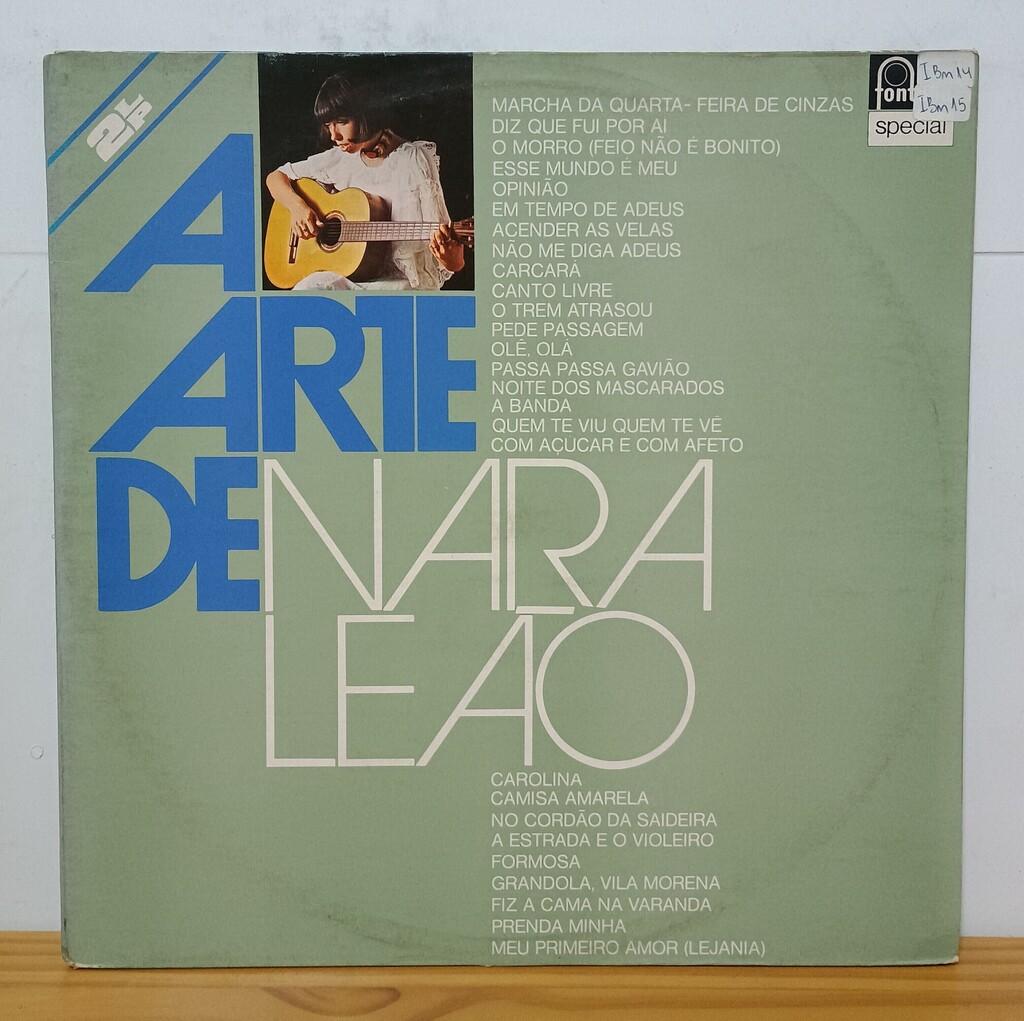 2LP
A
ARTE
DE NARA
LEÃO
MARCHA DA QUARTA- FEIRA DE CINZAS
DIZ QUE FUI POR AI
O MORRO (FEIO NÃO É BONITO)
ESSE MUNDO É MEU
OPINIÃO
EM TEMPO DE ADEUS
ACENDER AS VELAS
NÃO ME DIGA ADEUS
CARCARÁ
CANTO LIVRE
O TREM ATRASOU
PEDE PASSAGEM
OLÉ, OLÁ
PASSA PASSA GAVIÃO
NOITE DOS MASCARADOS
A BANDA
QUEM TE VIU QUEM TE VÊ
COM AÇUCAR E COM AFETO
CAROLINA
CAMISA AMARELA
NO CORDÃO DA SAIDEIRA
A ESTRADA E O VIOLEIRO
FORMOSA
GRANDOLA, VILA MORENA
FIZ A CAMA NA VARANDA
PRENDA MINHA
MEU PRIMEIRO AMOR (LEJANIA)
font
special
IBm14
IBm15